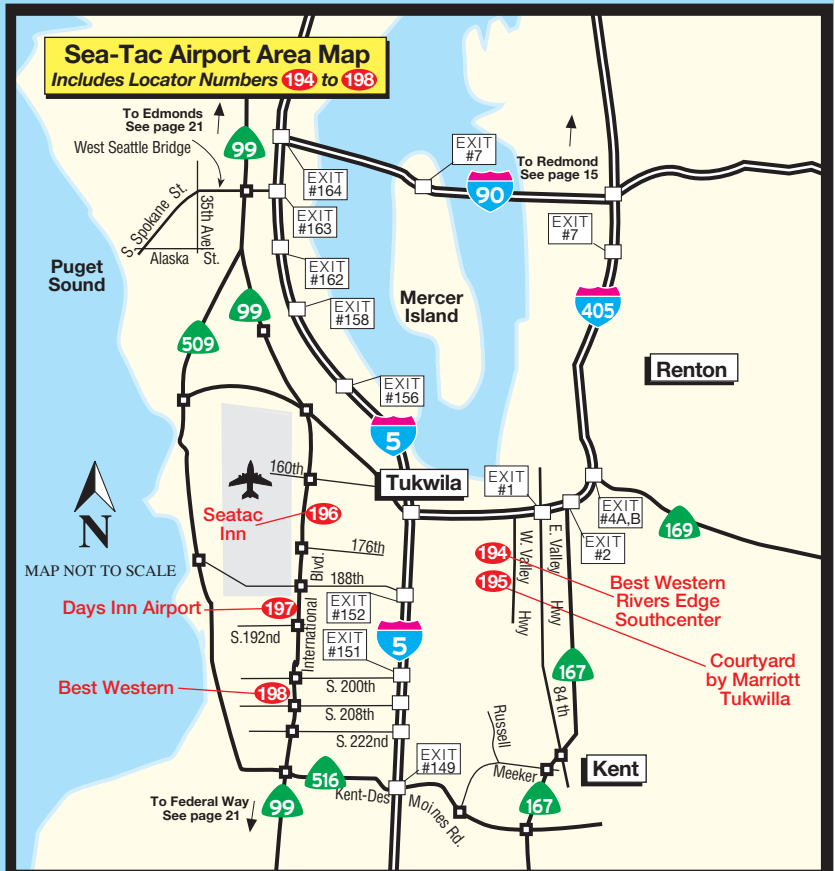 Sea-Tac Airport Area Map
Includes Locator Numbers 194 to 198
To Edmonds
See page 21
West Seattle Bridge
99
EXIT
#164
EXIT
#7
To Redmond
See page 15
90
S. Spokane St.
35th Ave.
Alaska St.
EXIT
#163
EXIT
#7
Puget
Sound
EXIT
#162
99
EXIT
#158
Mercer
Island
405
509
Renton
EXIT
#156
5
160th
Tukwila
EXIT
#1
EXIT
#4A,B
EXIT
#2
169
N
MAP NOT TO SCALE
Seatac
Inn
196
176th
188th
International Blvd.
W. Valley Hwy
E. Valley Hwy
194
195
Best Western
Rivers Edge
Southcenter
Days Inn Airport
197
EXIT
#152
S.192nd
5
EXIT
#151
Courtyard
by Marriott
Tukwilla
Best Western
198
S. 200th
S. 208th
S. 222nd
167
84 th
Russell
Meeker
Kent
EXIT
#149
516
Kent-Des Moines Rd.
167
To Federal Way
See page 21
99